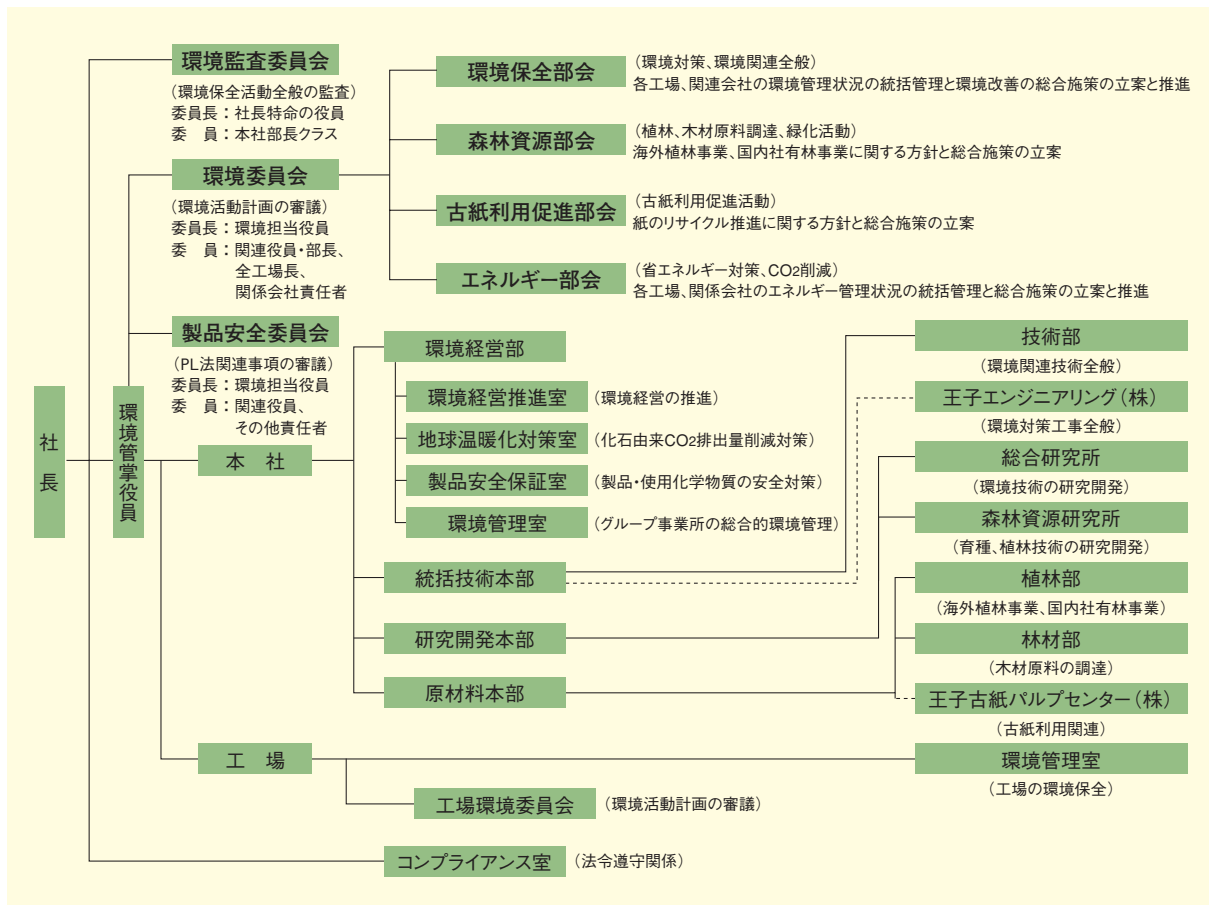 環境監査委員会
(環境保全活動全般の監査)
委員長：社長特命の役員
委　員：本社部長クラス
環境委員会
(環境活動計画の審議)
委員長：環境担当役員
委　員：関連役員・部長、
全工場長、
関係会社責任者
製品安全委員会
(PL法関連事項の審議)
委員長：環境担当役員
委　員：関連役員、
その他責任者
環境保全部会
(環境対策、環境関連全般)
各工場、関連会社の環境管理状況の統括管理と環境改善の総合施策の立案と推進
森林資源部会
(植林、木材原料調達、緑化活動)
海外植林事業、国内社有林事業に関する方針と総合施策の立案
古紙利用促進部会
(古紙利用促進活動)
紙のリサイクル推進に関する方針と総合施策の立案
エネルギー部会
(省エネルギー対策、CO2削減)
各工場、関係会社のエネルギー管理状況の統括管理と総合施策の立案と推進
社長
環境管掌役員
本　社
環境経営部
環境経営推進室
(環境経営の推進)
地球温暖化対策室
(化石由来CO2排出量削減対策)
製品安全保証室
(製品・使用化学物質の安全対策)
環境管理室
(グループ事業所の総合的環境管理)
統括技術本部
研究開発本部
原材料本部
技術部
(環境関連技術全般)
王子エンジニアリング(株)
(環境対策工事全般)
総合研究所
(環境技術の研究開発)
森林資源研究所
(育種、植林技術の研究開発)
植林部
(海外植林事業、国内社有林事業)
林材部
(木材原料の調達)
王子古紙パルプセンター(株)
(古紙利用関連)
工　場
環境管理室
(工場の環境保全)
工場環境委員会
(環境活動計画の審議)
コンプライアンス室
(法令遵守関係)